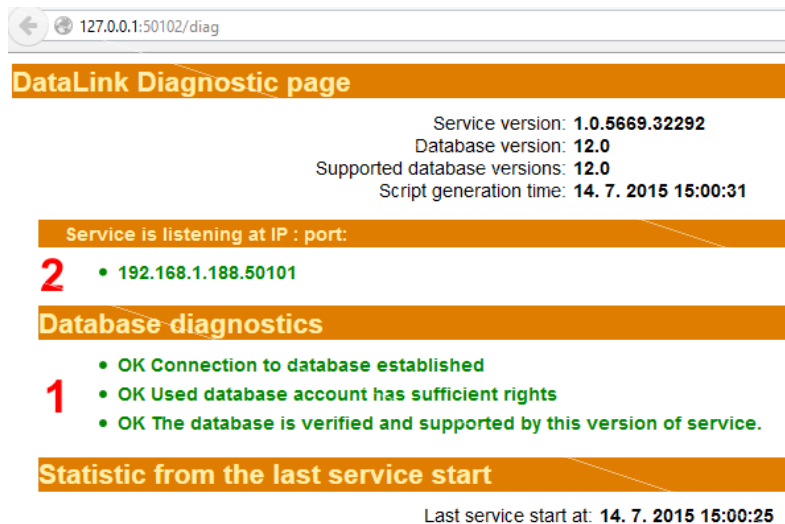 127.0.0.1:50102/diag
DataLink Diagnostic page
Service version: 1.0.5669.32292
Database version: 12.0
Supported database versions: 12.0
Script generation time: 14. 7. 2015 15:00:31
Service is listening at IP : port:
2
• 192.168.1.188.50101
Database diagnostics
• OK Connection to database established
1
• OK Used database account has sufficient rights
• OK The database is verified and supported by this version of service.
Statistic from the last service start
Last service start at: 14. 7. 2015 15:00:25